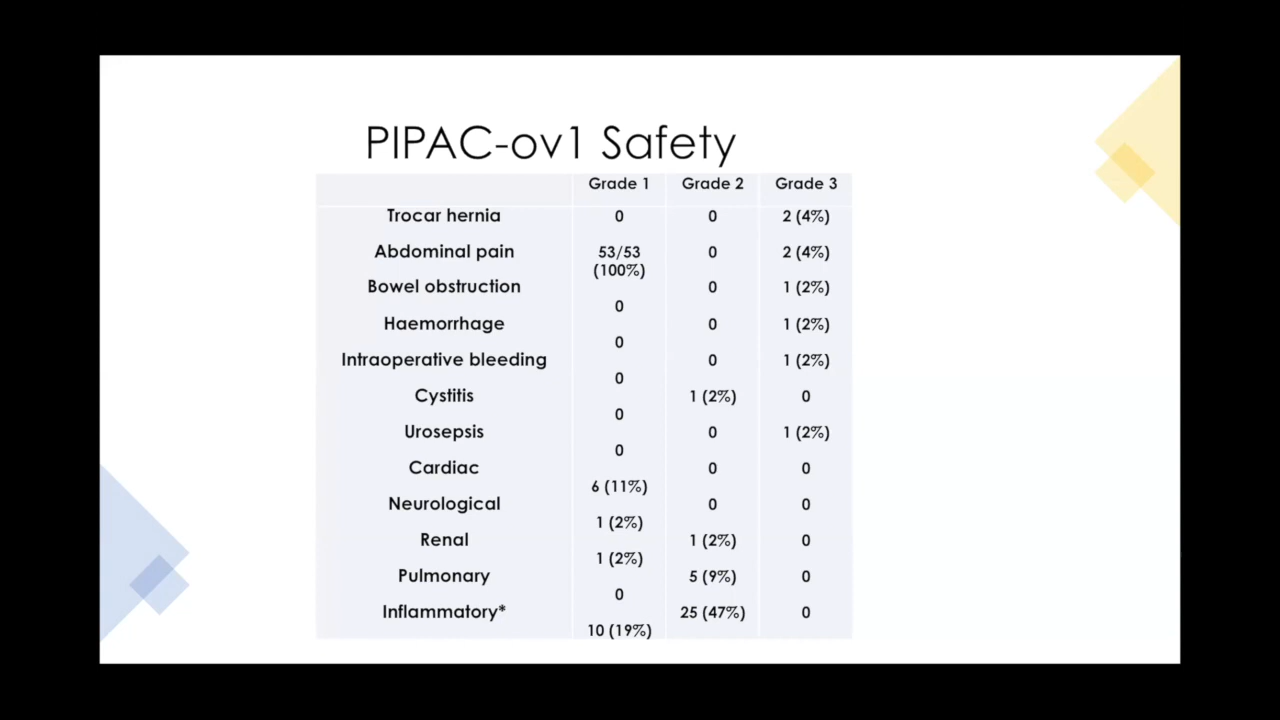 PIPAC-ov1 Safety
Grade 1 Grade 2 Grade 3
Trocar hernia 0 0 2 (4%)
Abdominal pain 53/53 0 2 (4%)
(100%)
Bowel obstruction 0 1 (2%)
0
Haemorrhage 0 1 (2%)
0
Intraoperative bleeding 0 1 (2%)
0
Cystitis 1 (2%) 0
0
Urosepsis 0 1 (2%)
0
Cardiac 0 0
6 (11%)
Neurological 0 0
1 (2%)
Renal 1 (2%) 0
1 (2%)
Pulmonary 5 (9%) 0
0
Inflammatory* 25 (47%) 0
10 (19%)